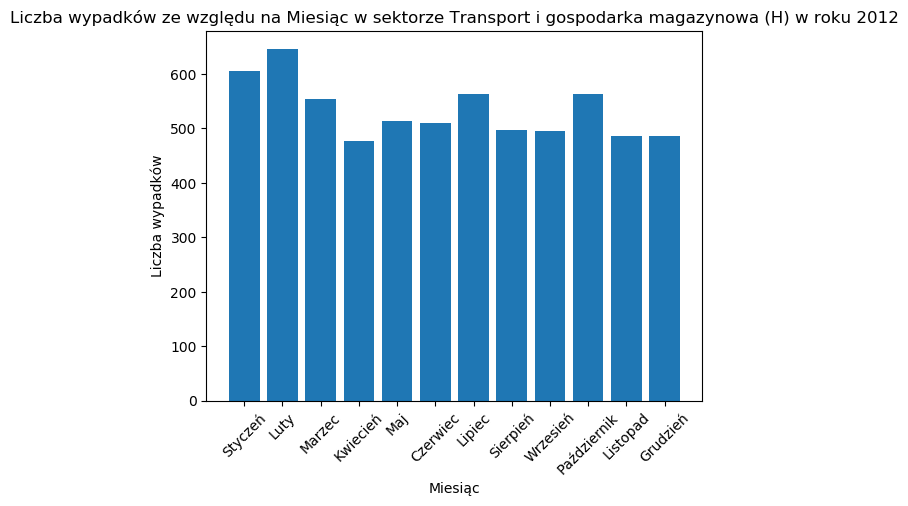 Liczba wypadków ze względu na Miesiąc w sektorze Transport i gospodarka magazynowa (H) w roku 2012
Liczba wypadków
600
500
400
300
200
100
0
Styczeń
Luty
Marzec
Kwiecień
Maj
Czerwiec
Lipiec
Sierpień
Wrzesień
Październik
Listopad
Grudzień
Miesiąc